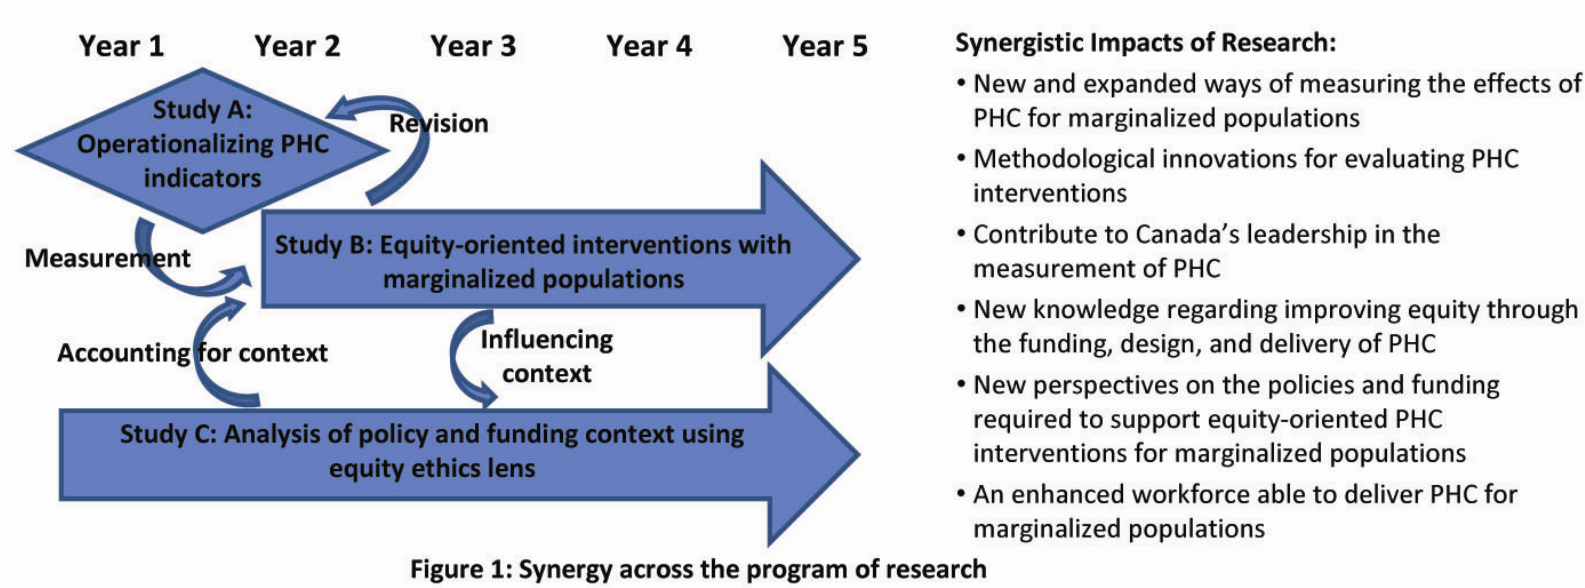 Year 1 Year 2 Year 3 Year 4 Year 5
Study A:
Operationalizing PHC
indicators
Revision
Measurement
Study B: Equity-oriented interventions with
marginalized populations
Accounting for context
Influencing
context
Study C: Analysis of policy and funding context using
equity ethics lens
Synergistic Impacts of Research:
• New and expanded ways of measuring the effects of
PHC for marginalized populations
• Methodological innovations for evaluating PHC
interventions
• Contribute to Canada’s leadership in the
measurement of PHC
• New knowledge regarding improving equity through
the funding, design, and delivery of PHC
• New perspectives on the policies and funding
required to support equity-oriented PHC
interventions for marginalized populations
• An enhanced workforce able to deliver PHC for
marginalized populations
Figure 1: Synergy across the program of research